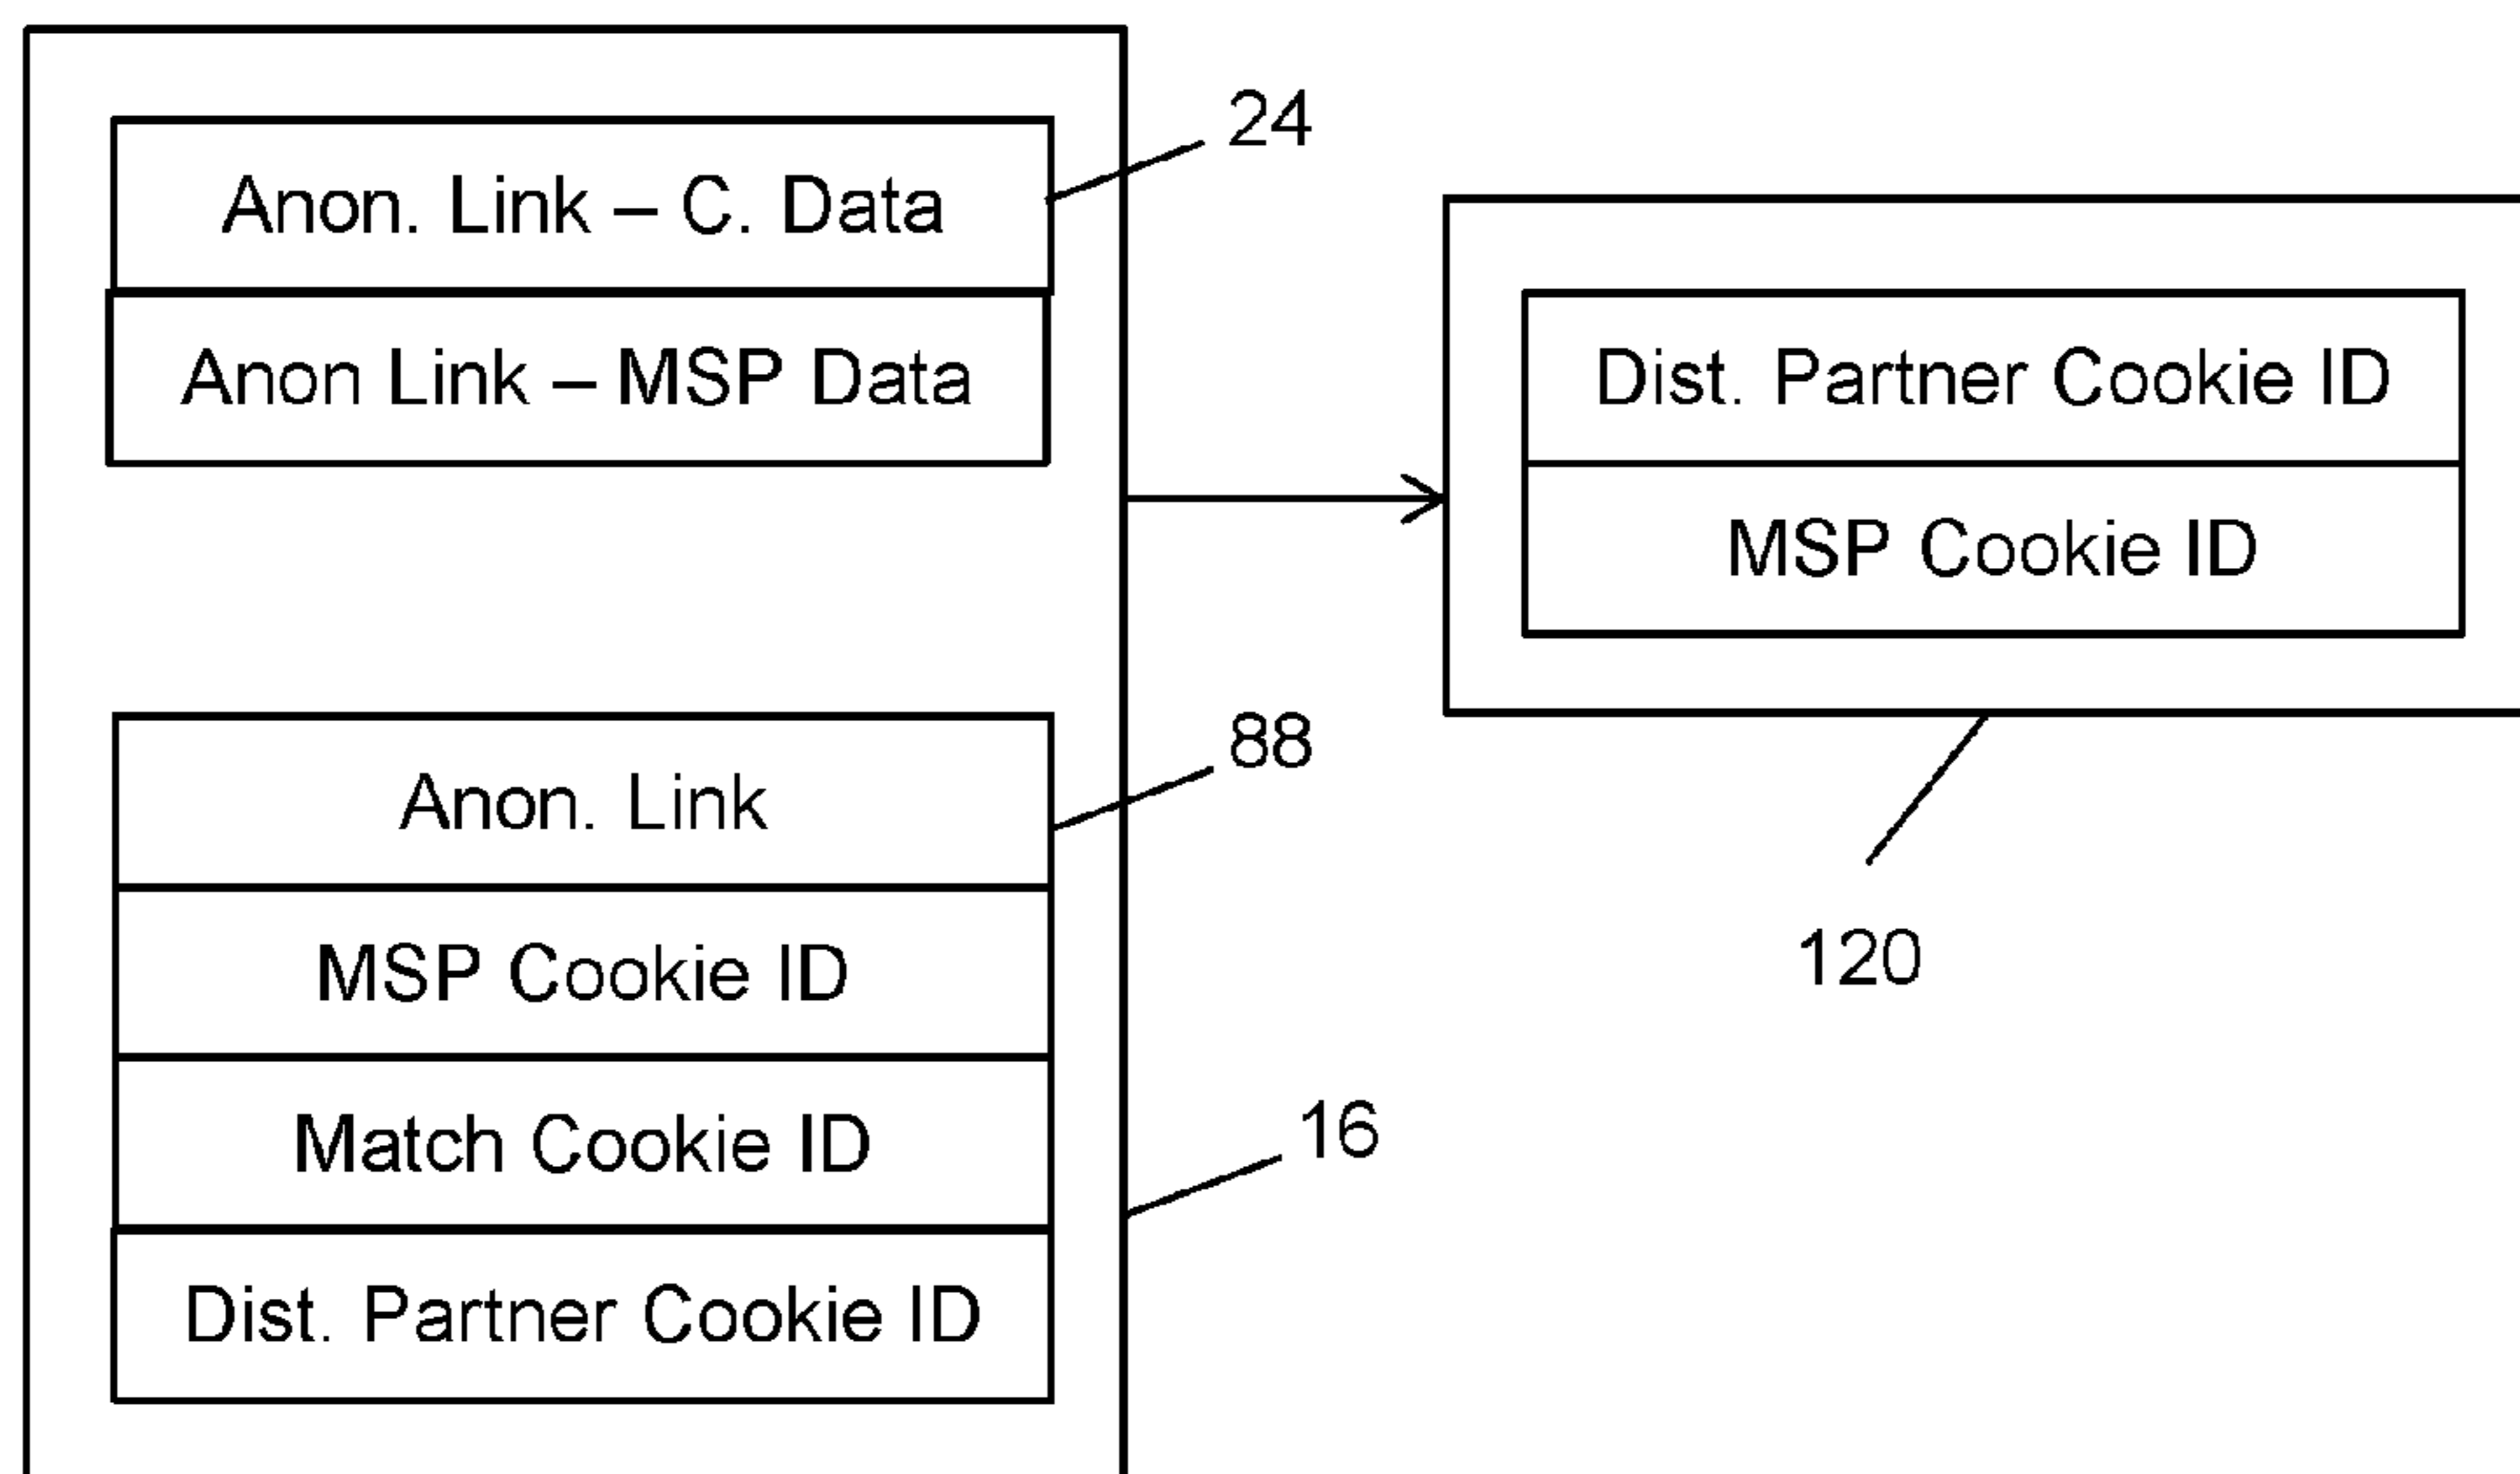 24
Anon. Link – C. Data
Anon Link – MSP Data
Dist. Partner Cookie ID
MSP Cookie ID
88
Anon. Link
MSP Cookie ID
120
Match Cookie ID
16
Dist. Partner Cookie ID